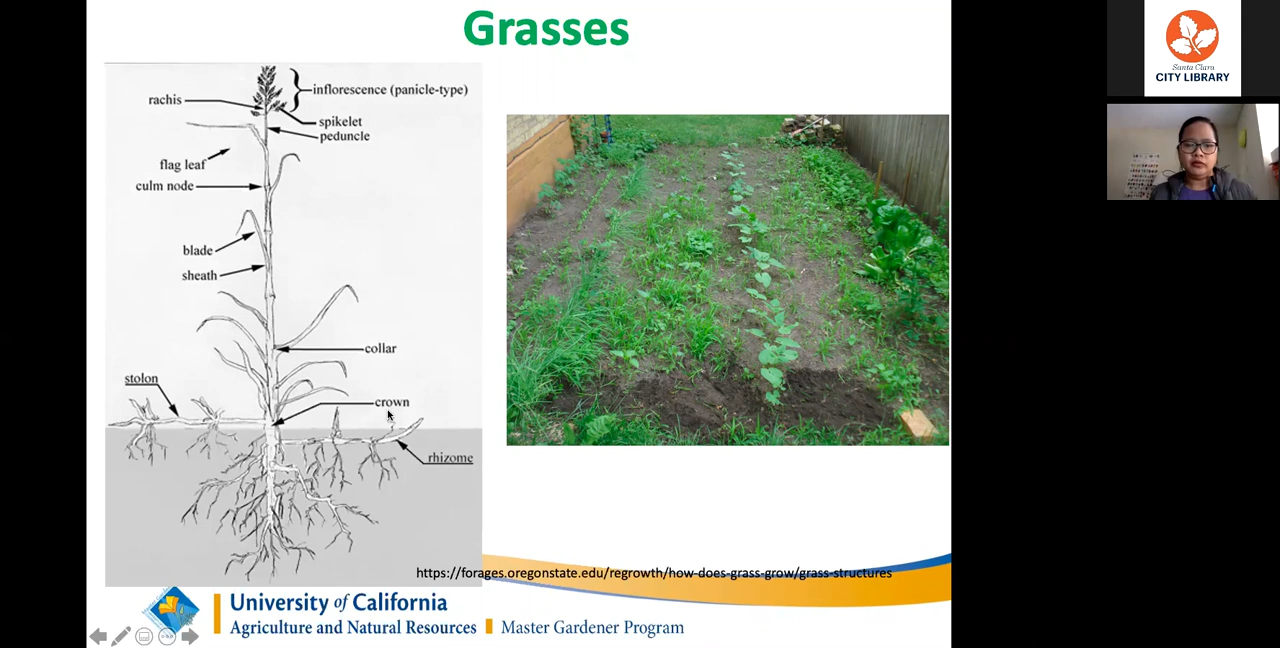 Grasses
inflorescence (panicle-type)
rachis
spikelet
peduncle
flag leaf
culm node
blade
sheath
collar
stolon
crown
rhizome
https://forages.oregonstate.edu/regrowth/how-does-grass-grow/grass-structures
University of California
Agriculture and Natural Resources
Master Gardener Program
Santa Clara
CITY LIBRARY